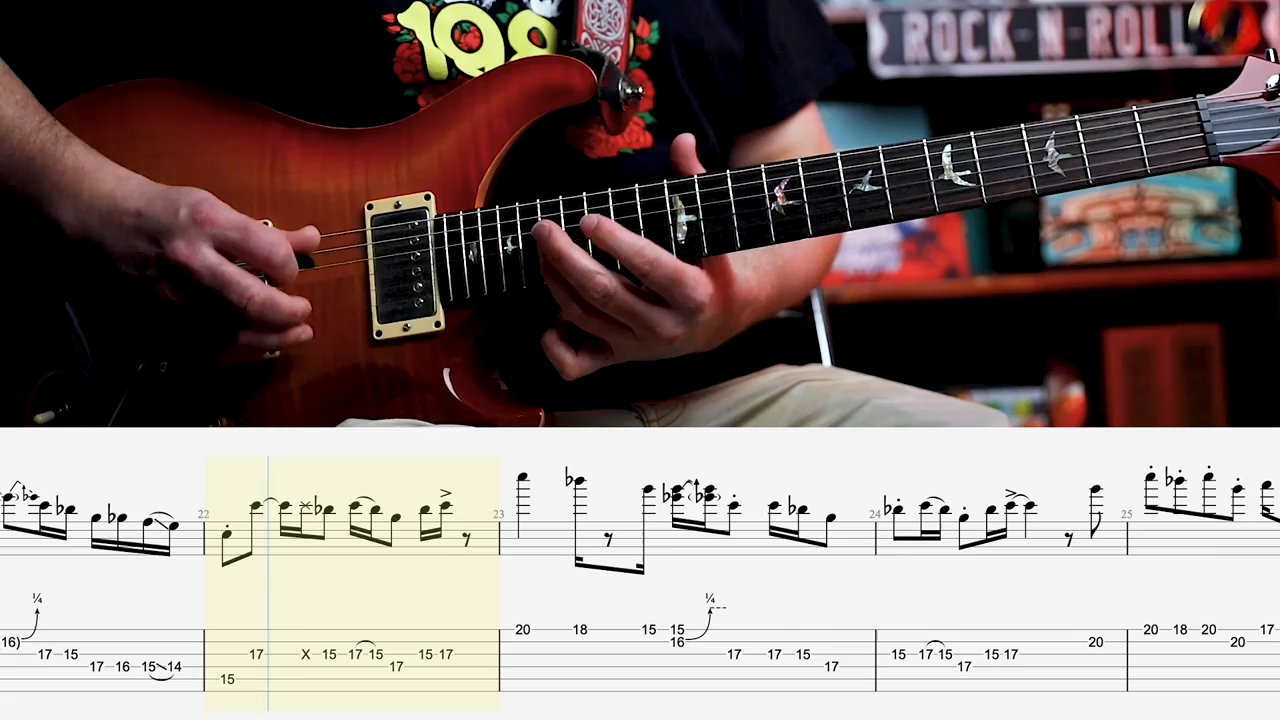 198
ROCK-N-ROLL
22
23
24
25
¼
¼
20 18 15 15 20 18 20 17
16) 16 20 20
17 15 17 X 15 17 15 15 17 17 17 15 15 17 15 15 17
17 16 15 14 17 17 17
15